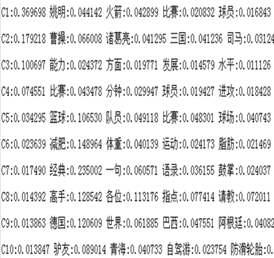 C1:0.369698 姚明:0.044142 火箭:0.042899 比赛:0.020832 球员:0.016843
C2:0.179218 曹操:0.066008 诸葛亮:0.041295 三国:0.041236 司马:0.03124
C3:0.100697 能力:0.024372 方面:0.019771 发展:0.014579 水平:0.011126
C4:0.074551 比赛:0.043478 分钟:0.029947 球员:0.019427 进攻:0.018428
C5:0.034295 篮球:0.106530 队员:0.049118 比赛:0.048301 球场:0.040743
C6:0.023639 减肥:0.148964 体重:0.040139 运动:0.024173 脂肪:0.021469
C7:0.017490 经典:0.235002 一句:0.060571 语录:0.036155 鼓掌:0.024037
C8:0.014392 高手:0.128542 各位:0.113176 指点:0.077414 请教:0.072011
C9:0.013863 德国:0.120609 世界:0.061885 巴西:0.047551 阿根廷:0.04082
C10:0.013847 驴友:0.089014 青海:0.040733 自驾游:0.023754 防滑轮胎:0.